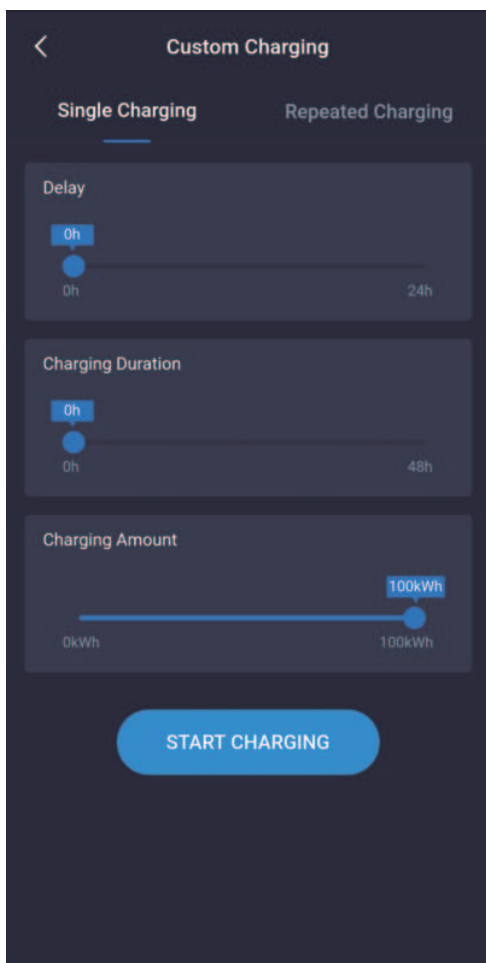 Custom Charging
Single Charging Repeated Charging
Delay
0h
0h 24h
Charging Duration
0h
0h 48h
Charging Amount
100kWh
0kWh 100kWh
START CHARGING